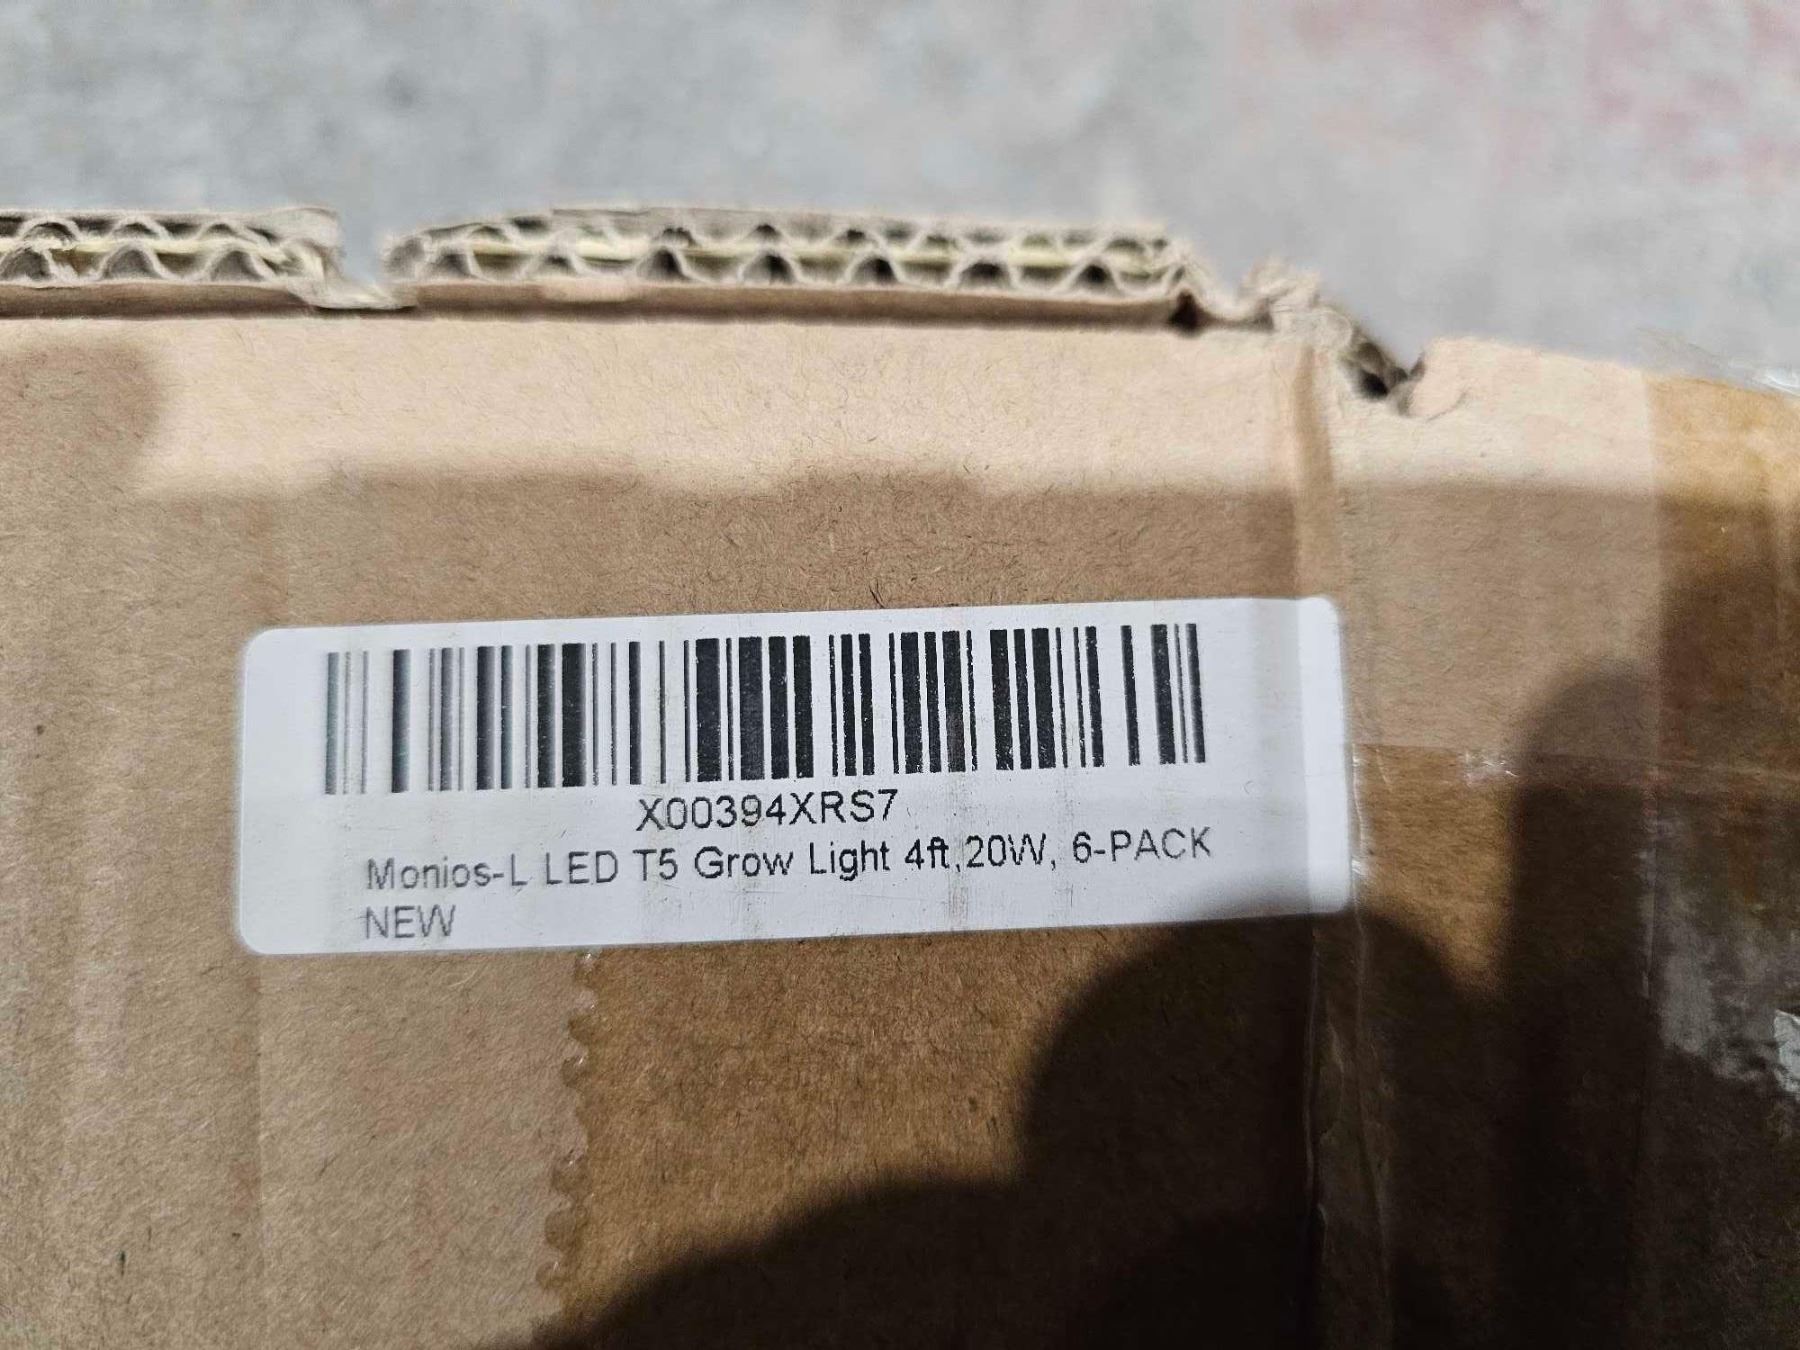 X00394XRS7
Monios-L LED T5 Grow Light 4ft,20W, 6-PACK
NEW